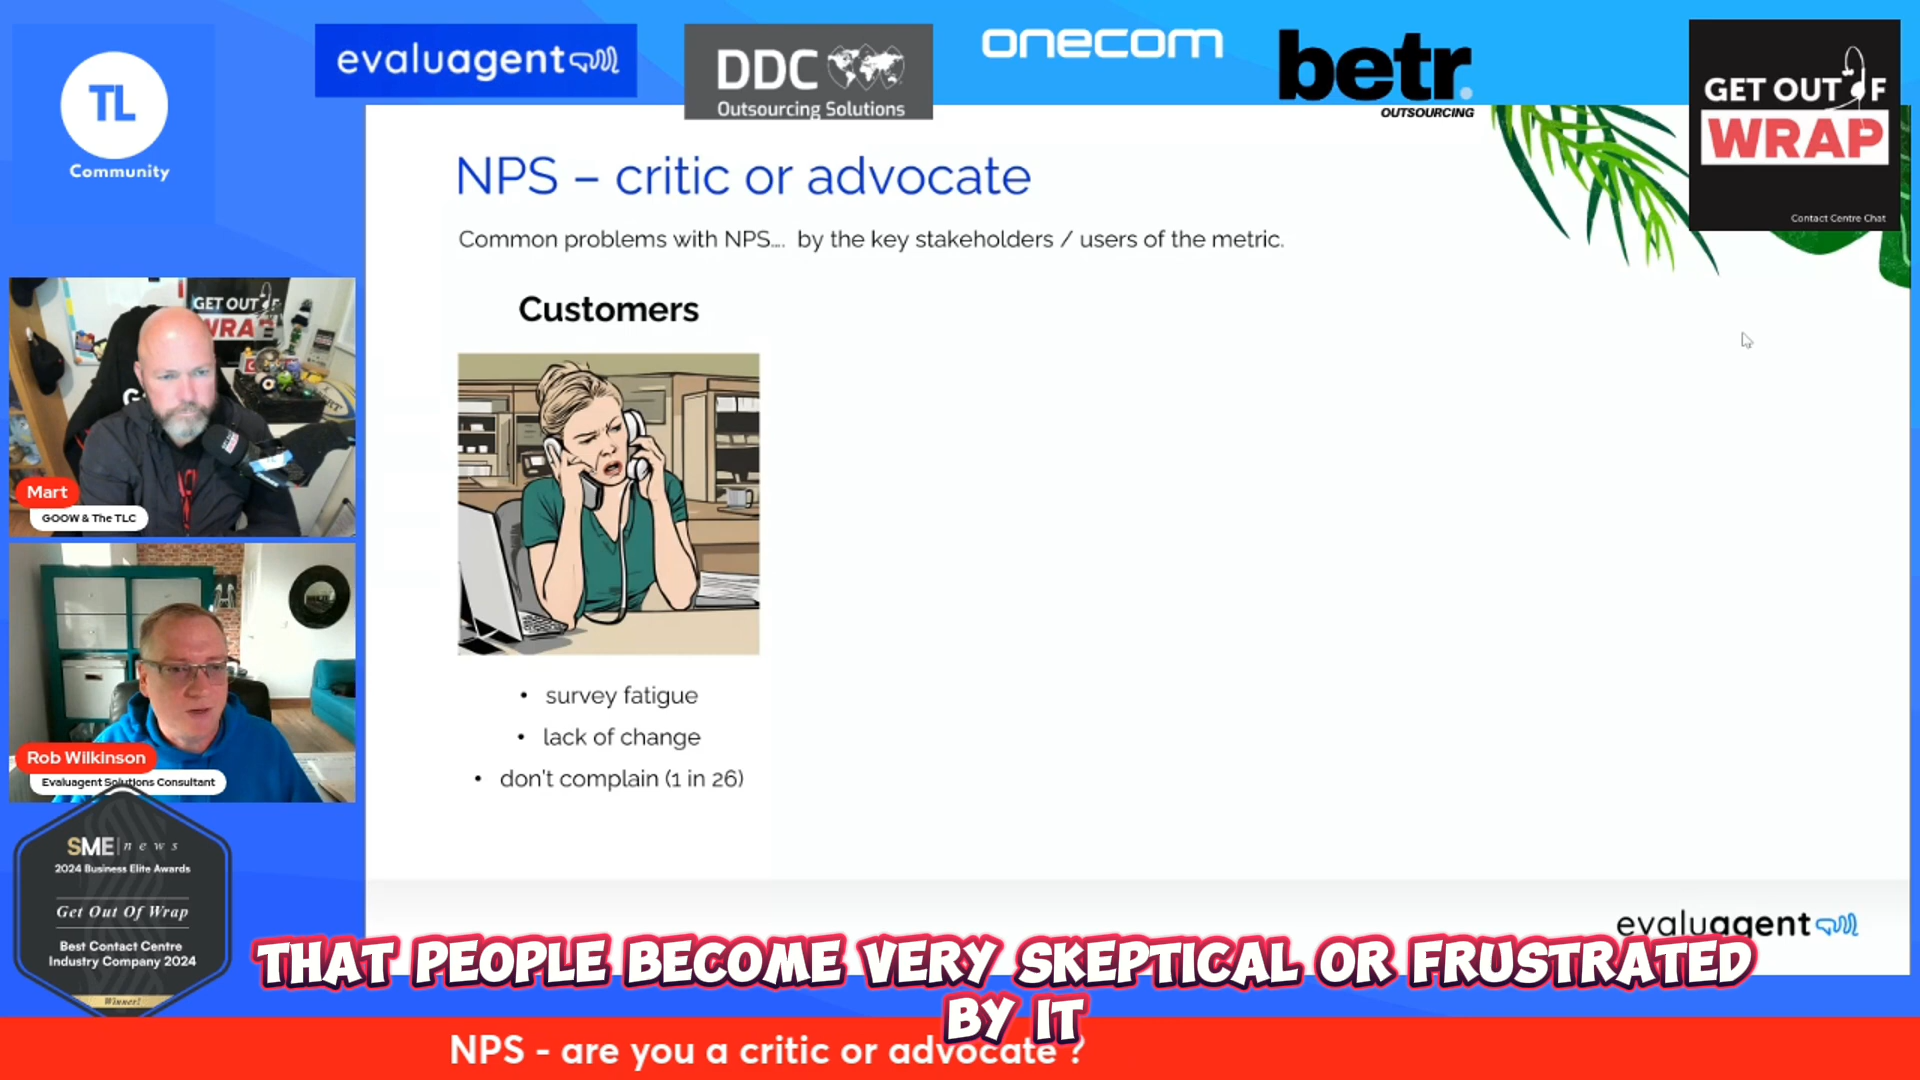 TL
Community
evaluagent
DDC
Outsourcing Solutions
onecom
betr.
OUTSOURCING
GET OUT OF
WRAP
Contact Centre Chat
NPS – critic or advocate
Common problems with NPS.... by the key stakeholders / users of the metric.
Customers
• survey fatigue
• lack of change
• don't complain (1 in 26)
GET OUT OF
WRAP
Mart
GOOW & The TLC
Rob Wilkinson
Evaluagent Solutions Consultant
SME news
2024 Business Elite Awards
Get Out Of Wrap
Best Contact Centre
Industry Company 2024
Winner!
evaluagent
THAT PEOPLE BECOME VERY SKEPTICAL OR FRUSTRATED
BY IT
NPS - are you a critic or advocate ?